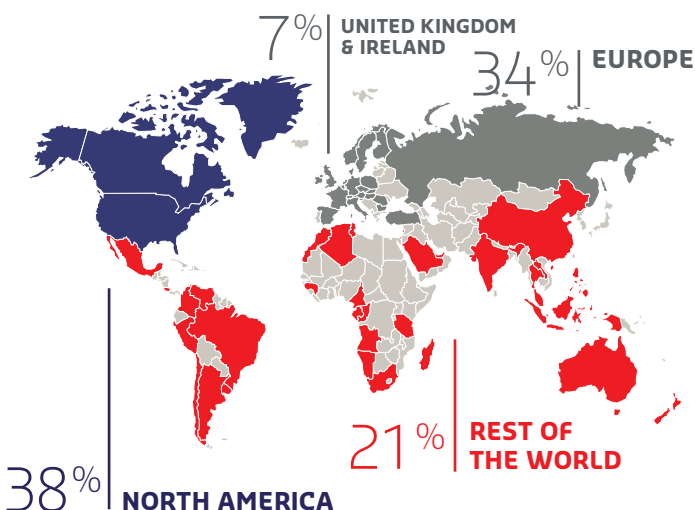 7%
UNITED KINGDOM
& IRELAND
34%
EUROPE
21%
REST OF
THE WORLD
38%
NORTH AMERICA